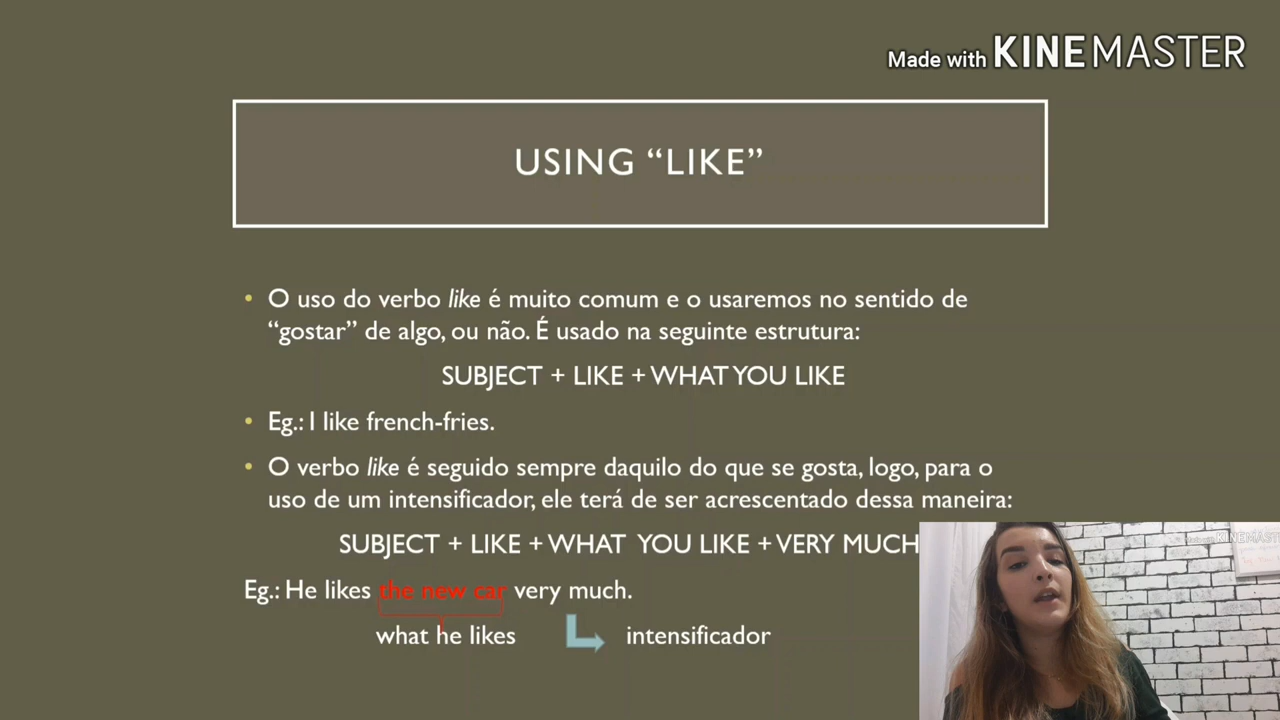 Made with KINEMASTER
USING “LIKE”
• O uso do verbo like é muito comum e o usaremos no sentido de
“gostar” de algo, ou não. É usado na seguinte estrutura:
SUBJECT + LIKE + WHAT YOU LIKE
• Eg.: I like french-fries.
• O verbo like é seguido sempre daquilo do que se gosta, logo, para o
uso de um intensificador, ele terá de ser acrescentado dessa maneira:
SUBJECT + LIKE + WHAT YOU LIKE + VERY MUCH
Eg.: He likes the new car very much.
what he likes
intensificador
KINEMASTER